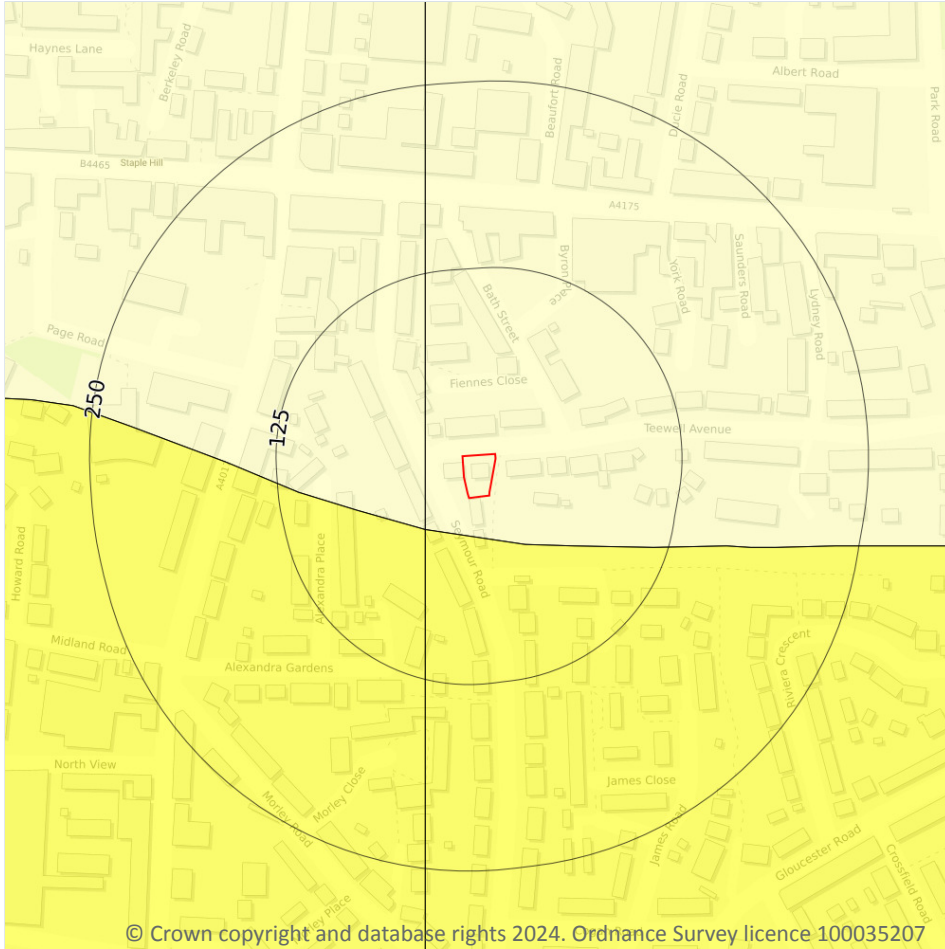 Haynes Lane
Berkeley Road
Beaufort Road
Ducie Road
Albert Road
Park Road
B4465
Staple Hill
A4175
Byron Place
Bath Street
York Road
Saunders Road
Lydney Road
Page Road
Fiennes Close
250
125
Teewell Avenue
Seymour Road
Howard Road
Alexandra Place
Midland Road
Alexandra Gardens
Riviera Crescent
North View
Morley Close
Morley Road
James Close
James Road
Gloucester Road
Crossfield Road
© Crown copyright and database rights 2024. Ordnance Survey licence 100035207